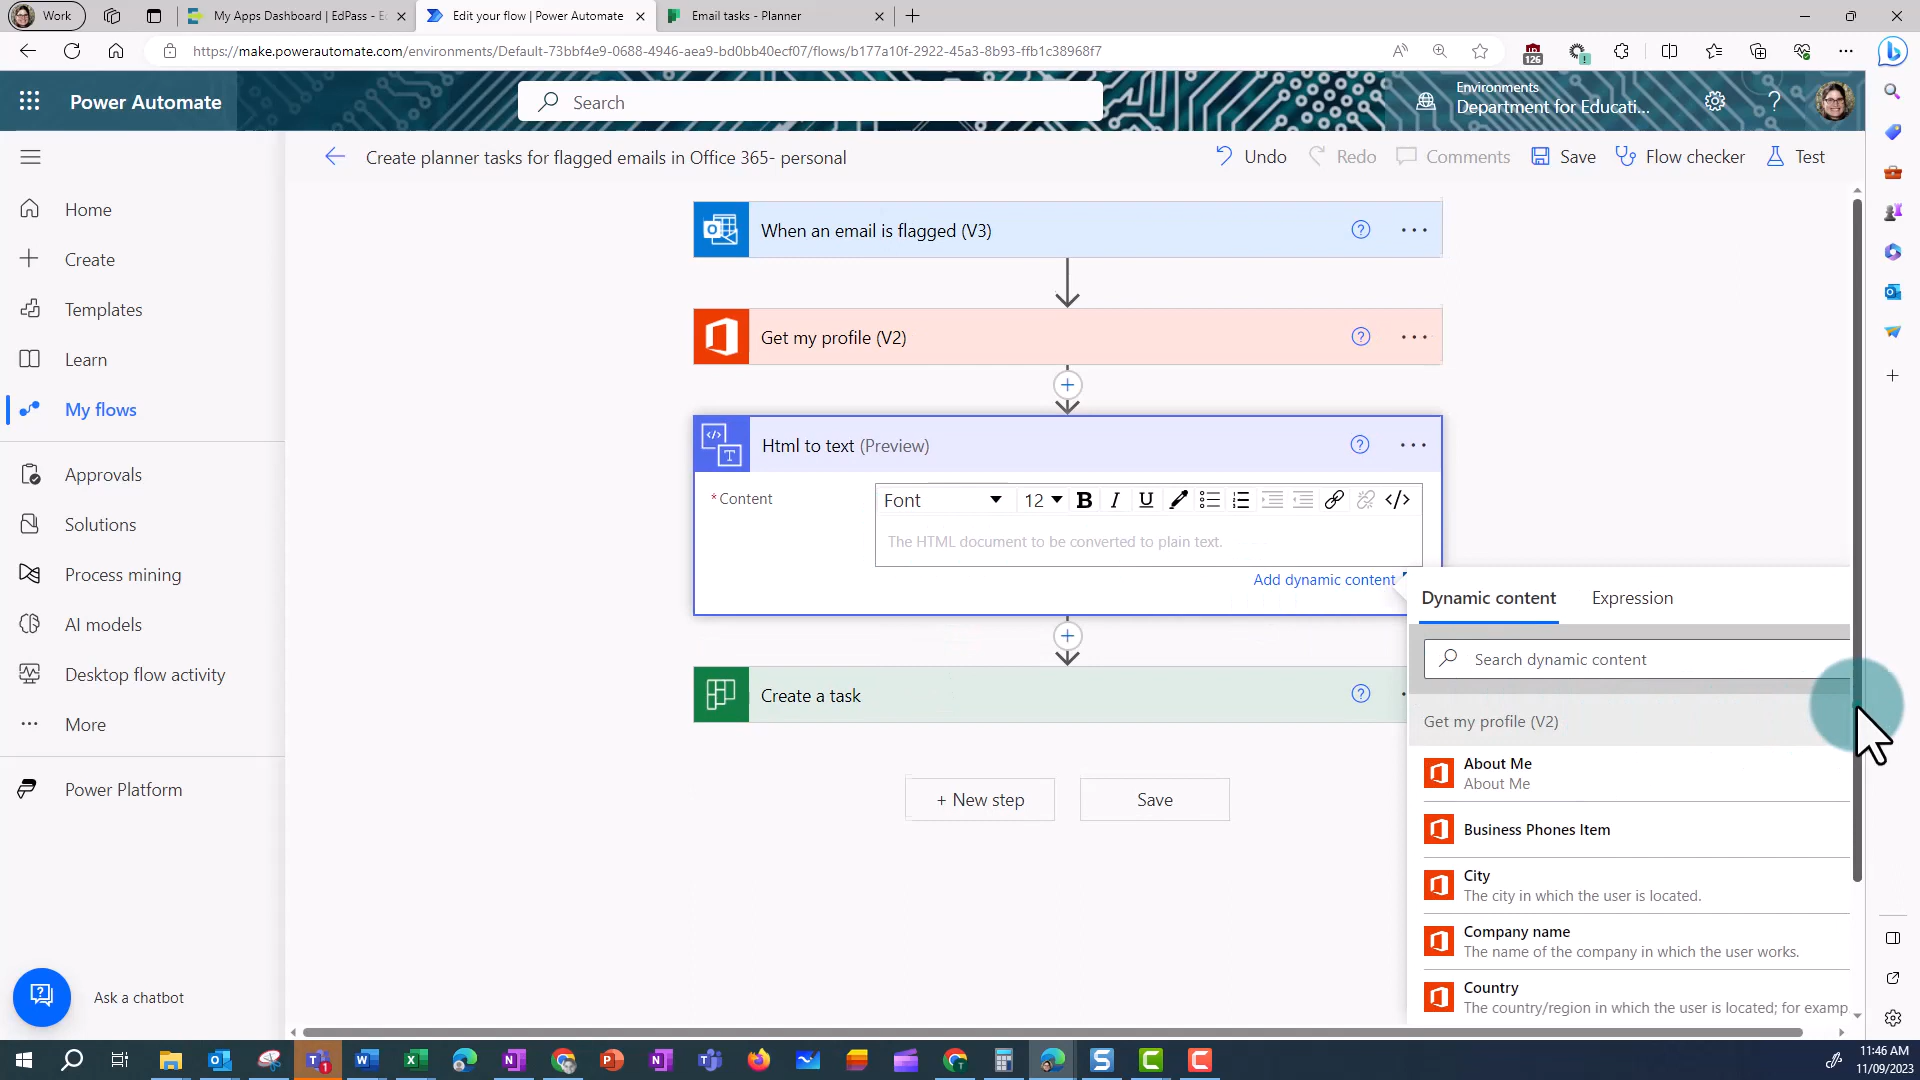 Work
My Apps Dashboard | EdPass - E
Edit your flow | Power Automate
Email tasks - Planner
https://make.powerautomate.com/environments/Default-73bbf4e9-0688-4946-aea9-bd0bb40ecf07/flows/b177a10f-2922-45a3-8b93-ffb1c38968f7
126
Power Automate
Search
Environments
Department for Educati...
Create planner tasks for flagged emails in Office 365- personal
Undo
Redo
Comments
Save
Flow checker
Test
Home
Create
Templates
Learn
My flows
Approvals
Solutions
Process mining
AI models
Desktop flow activity
More
Power Platform
Ask a chatbot
When an email is flagged (V3)
Get my profile (V2)
Html to text (Preview)
* Content
Font
12
The HTML document to be converted to plain text.
Add dynamic content
Create a task
+ New step
Save
Dynamic content
Expression
Search dynamic content
Get my profile (V2)
About Me
About Me
Business Phones Item
City
The city in which the user is located.
Company name
The name of the company in which the user works.
Country
The country/region in which the user is located; for examp
11:46 AM
11/09/2023